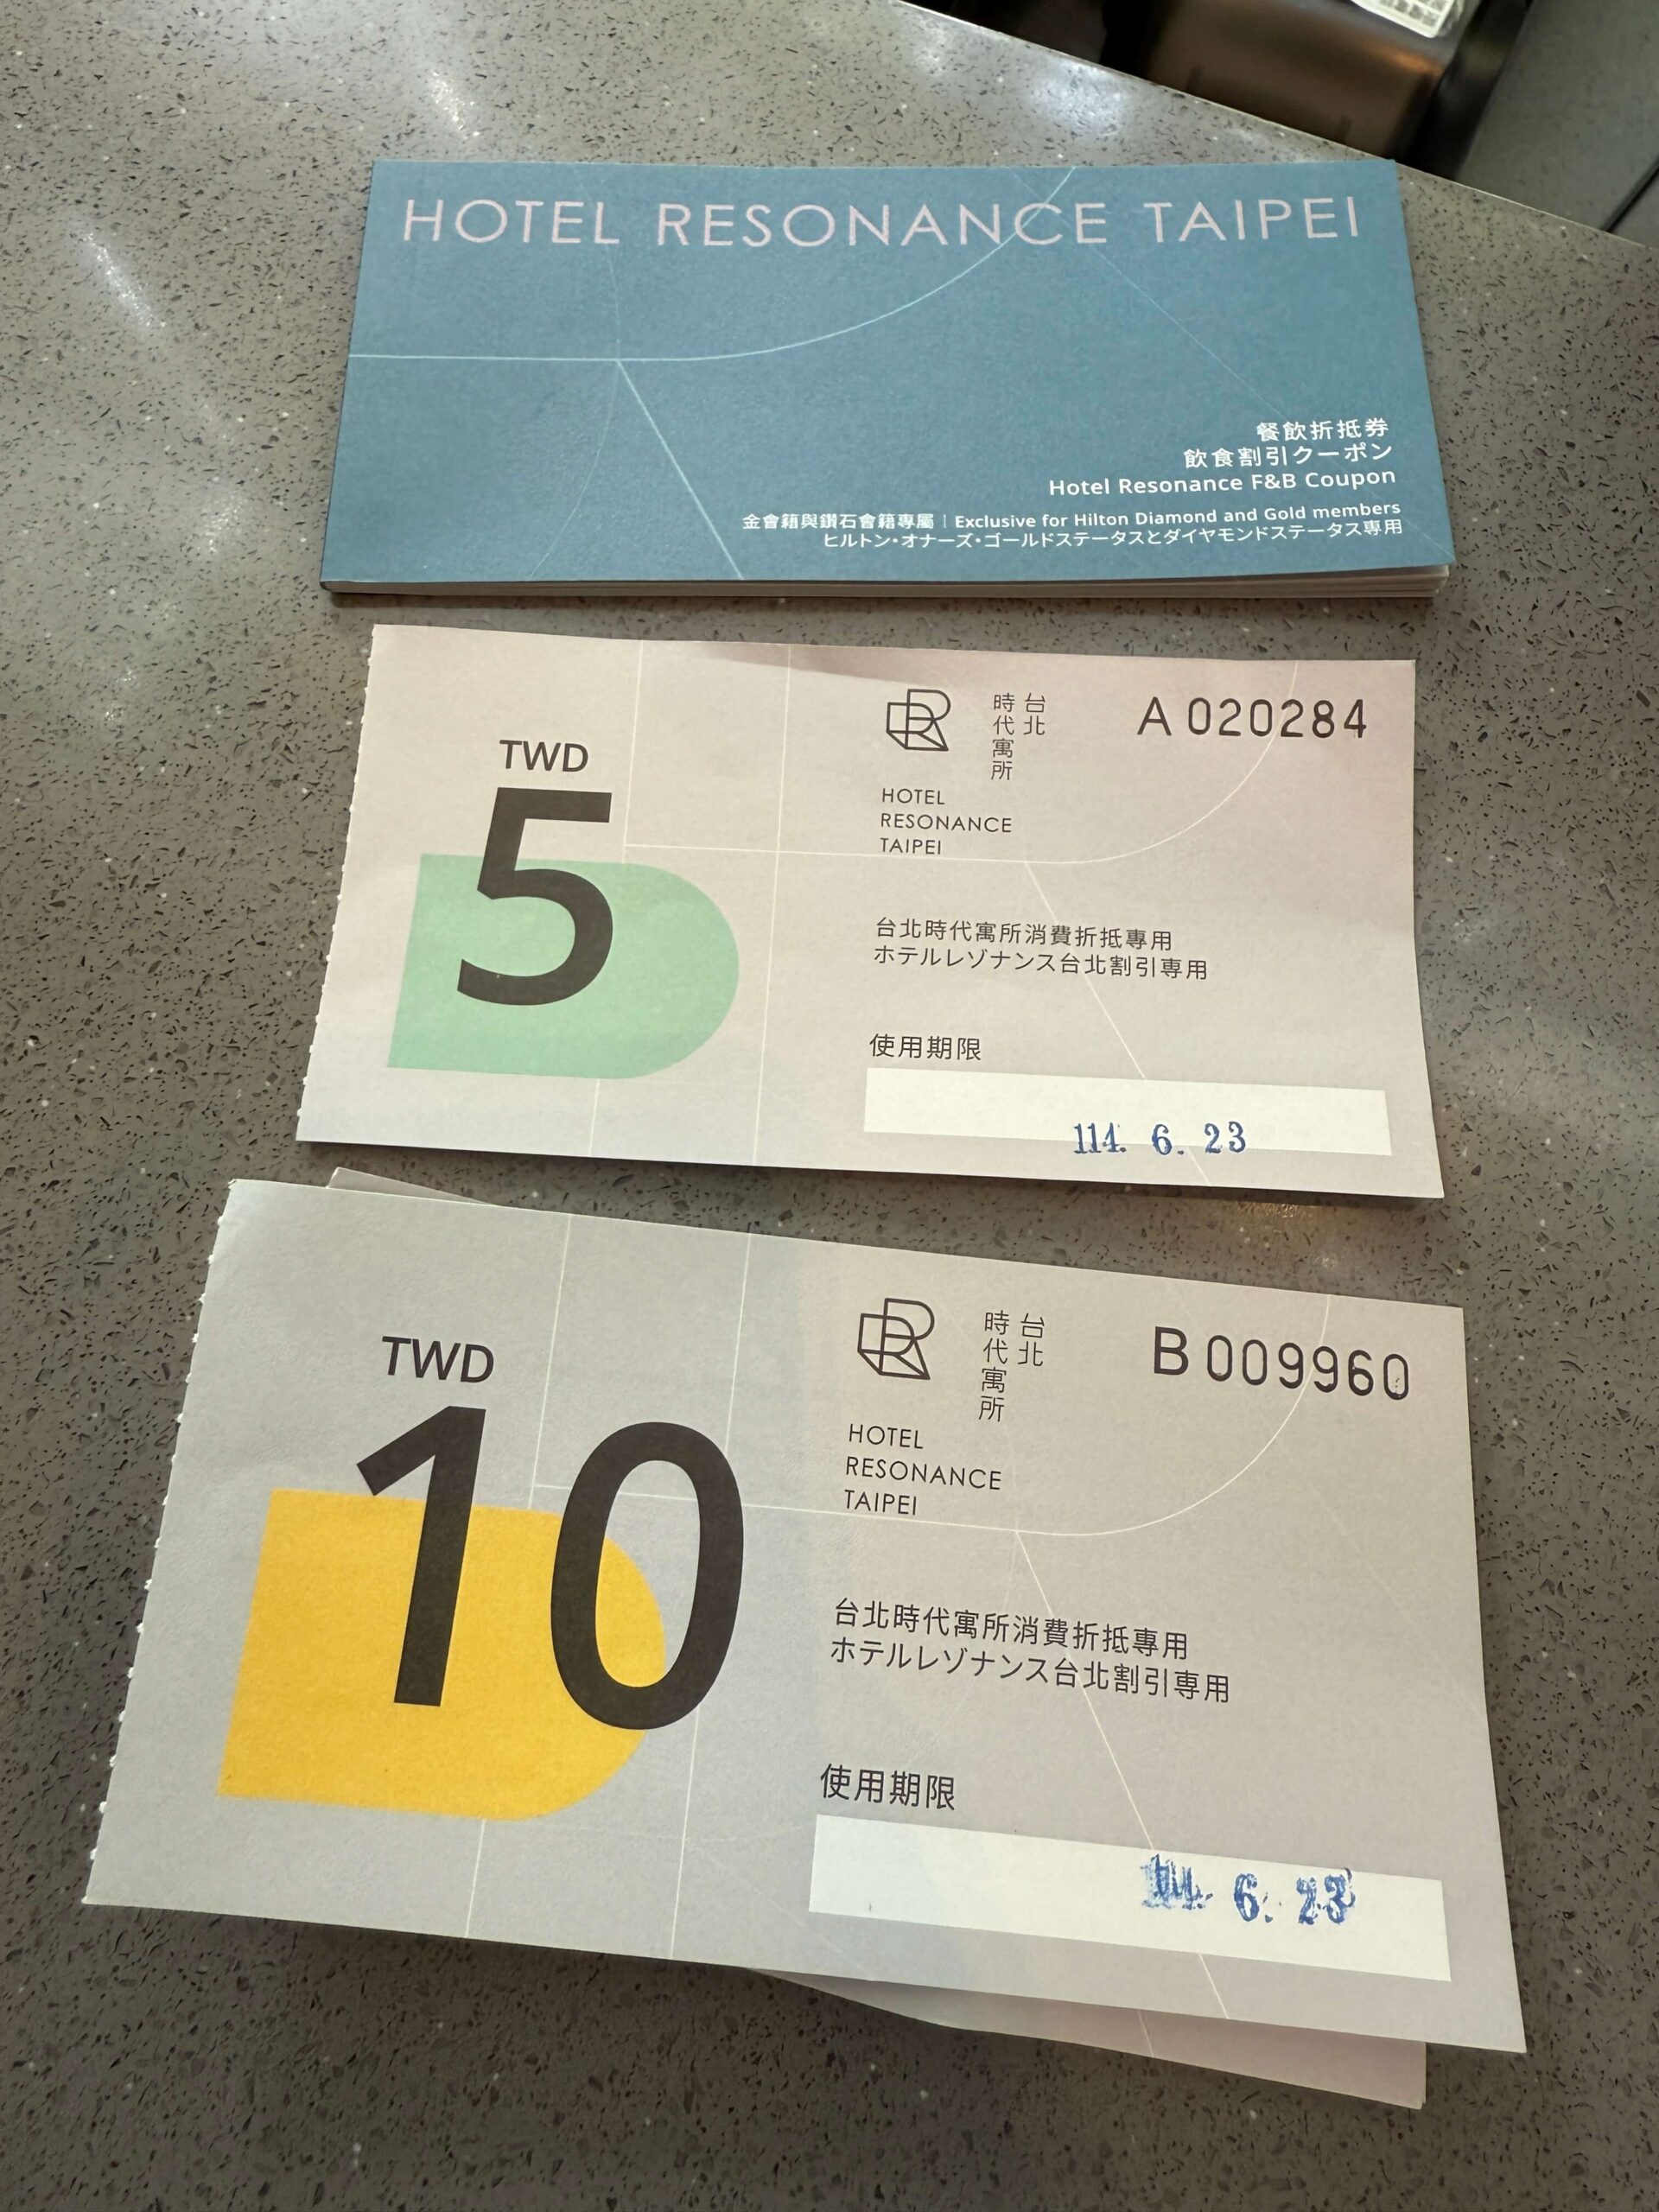 HOTEL RESONANCE TAIPEI
餐飲折抵券
飲食割引クーポン
Hotel Resonance F&B Coupon
金會籍與鑽石會籍專屬 | Exclusive for Hilton Diamond and Gold members
ヒルトン・オナーズ・ゴールドステータスとダイヤモンドステータス専用
TWD
5
台北
時代寓所
A 020284
HOTEL
RESONANCE
TAIPEI
台北時代寓所消費折抵專用
ホテルレゾナンス台北割引専用
使用期限
114. 6. 23
TWD
10
台北
時代寓所
B 009960
HOTEL
RESONANCE
TAIPEI
台北時代寓所消費折抵專用
ホテルレゾナンス台北割引専用
使用期限
114. 6. 23